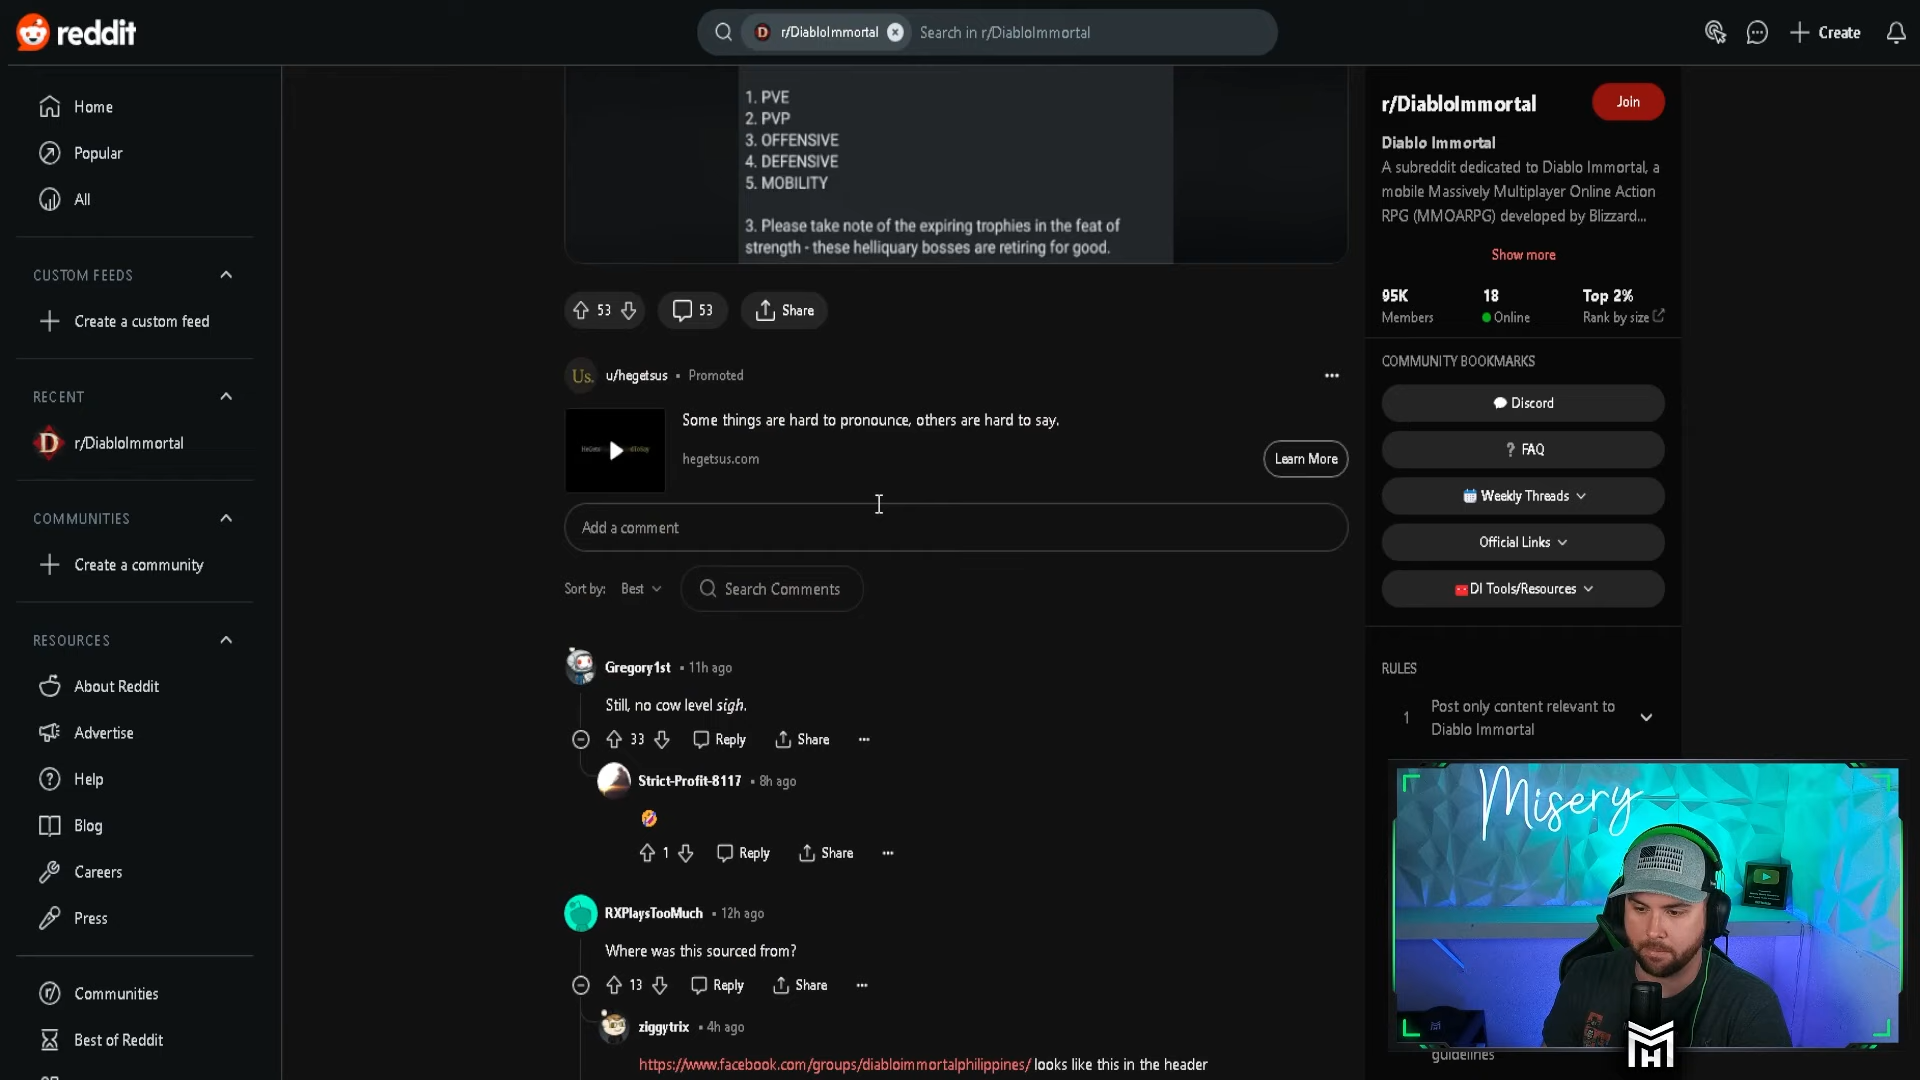 reddit
r/DiabloImmortal
Search in r/DiabloImmortal
Create
Home
Popular
All
CUSTOM FEEDS
Create a custom feed
RECENT
r/DiabloImmortal
COMMUNITIES
Create a community
RESOURCES
About Reddit
Advertise
Help
Blog
Careers
Press
Communities
Best of Reddit
1. PVE
2. PVP
3. OFFENSIVE
4. DEFENSIVE
5. MOBILITY
3. Please take note of the expiring trophies in the feat of
strength - these helliquary bosses are retiring for good.
53
53
Share
Us.
u/hegetsus • Promoted
Some things are hard to pronounce, others are hard to say.
hegetsus.com
Learn More
Add a comment
Sort by: Best
Search Comments
Gregory1st • 11h ago
Still, no cow level sigh.
33 Reply Share
Strict-Profit-8117 • 8h ago
1 Reply Share
RXPlaysTooMuch • 12h ago
Where was this sourced from?
13 Reply Share
ziggytrix • 4h ago
https://www.facebook.com/groups/diabloimmortalphilippines/ looks like this in the header
r/DiabloImmortal
Join
Diablo Immortal
A subreddit dedicated to Diablo Immortal, a
mobile Massively Multiplayer Online Action
RPG (MMOARPG) developed by Blizzard...
Show more
95K 18 Top 2%
Members Online Rank by size
COMMUNITY BOOKMARKS
Discord
FAQ
Weekly Threads
Official Links
DI Tools/Resources
RULES
1 Post only content relevant to
Diablo Immortal
Misery
guidelines